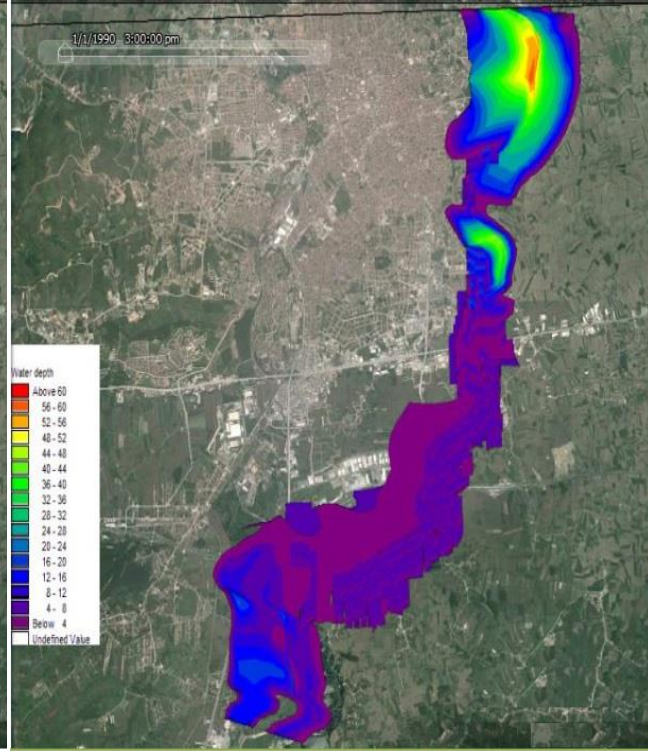 1/1/1990 3:00:00 pm
Water depth
Above 60
56 - 60
52 - 56
48 - 52
44 - 48
40 - 44
36 - 40
32 - 36
28 - 32
24 - 28
20 - 24
16 - 20
12 - 16
8 - 12
4 - 8
Below 4
Undefined Value